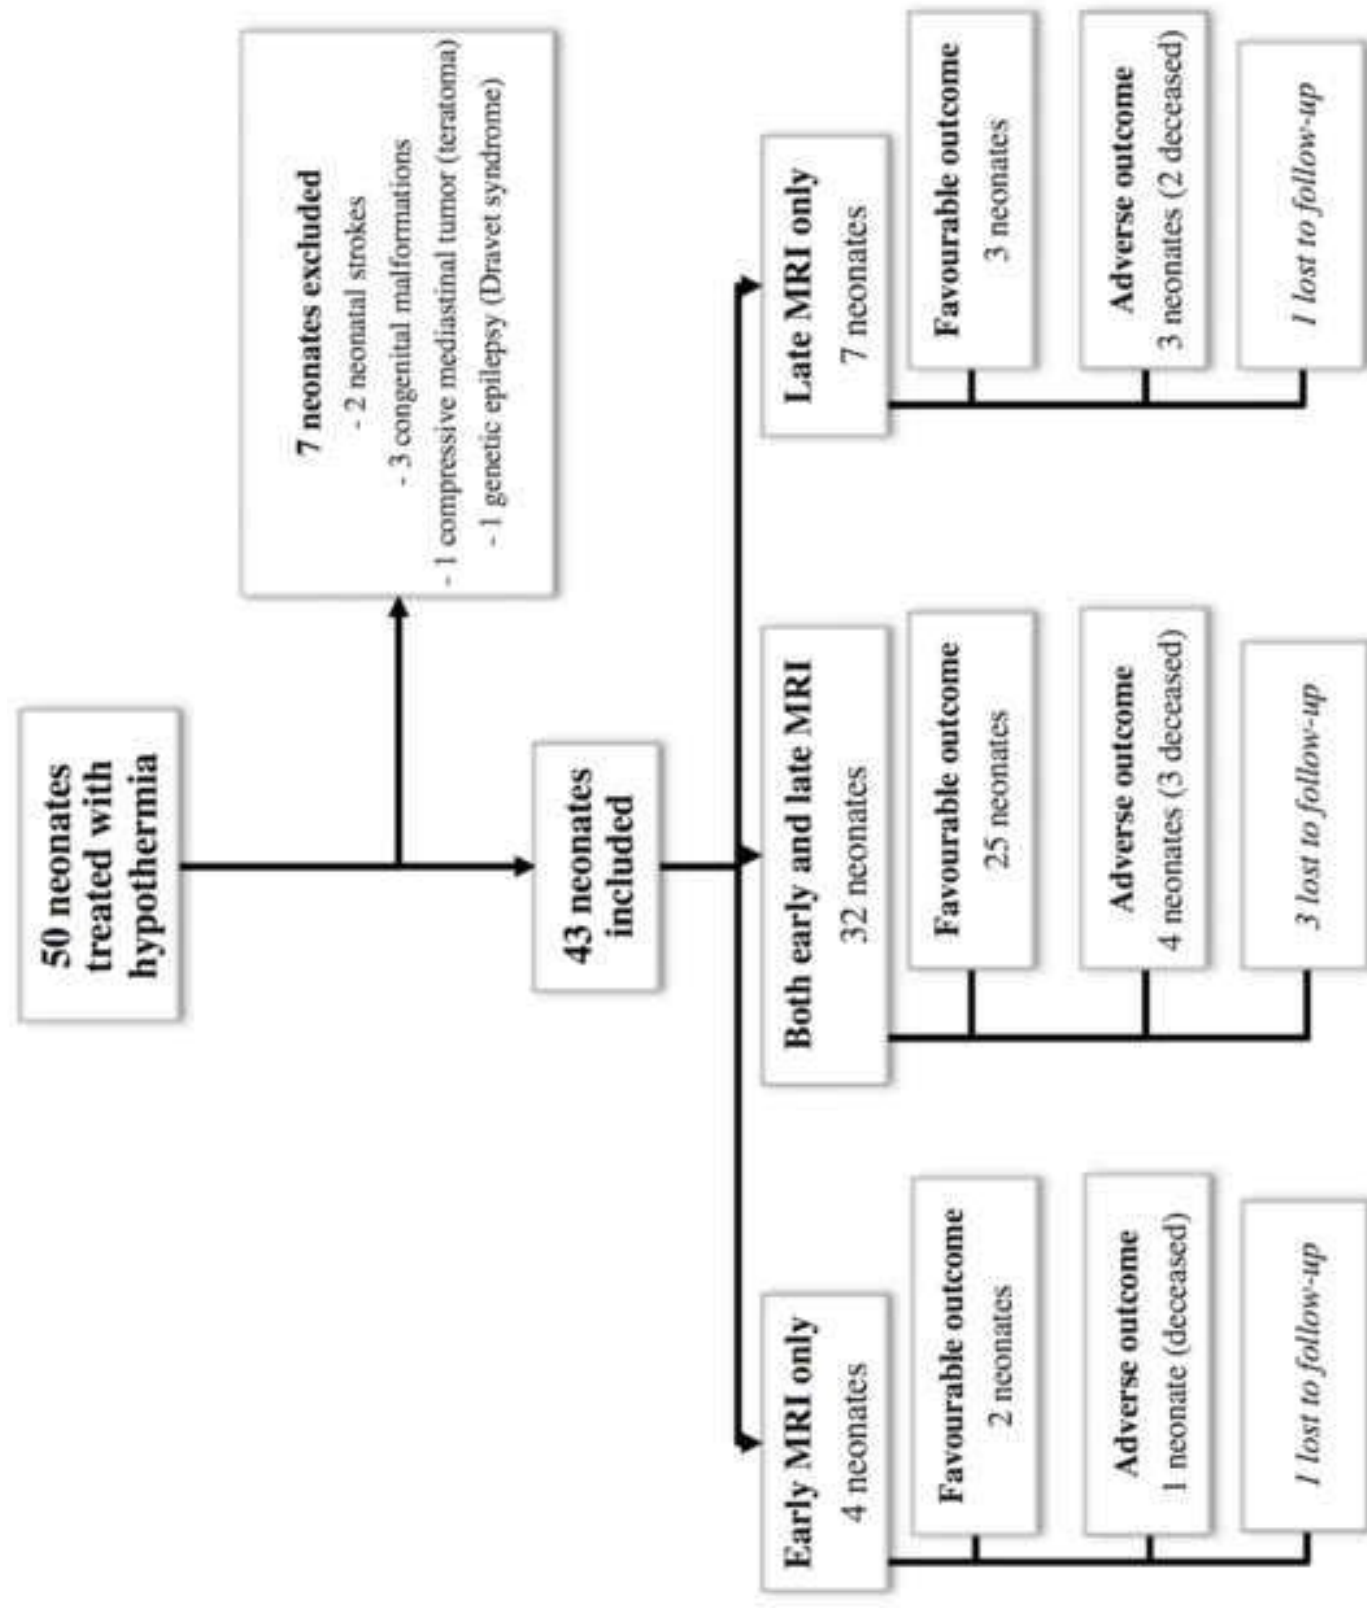 50 neonates
treated with
hypothermia
7 neonates excluded
- 2 neonatal strokes
- 3 congenital malformations
- 1 compressive mediastinal tumor (teratoma)
- 1 genetic epilepsy (Dravet syndrome)
43 neonates
included
Early MRI only
4 neonates
Favourable outcome
2 neonates
Adverse outcome
1 neonate (deceased)
1 lost to follow-up
Both early and late MRI
32 neonates
Favourable outcome
25 neonates
Adverse outcome
4 neonates (3 deceased)
3 lost to follow-up
Late MRI only
7 neonates
Favourable outcome
3 neonates
Adverse outcome
3 neonates (2 deceased)
1 lost to follow-up